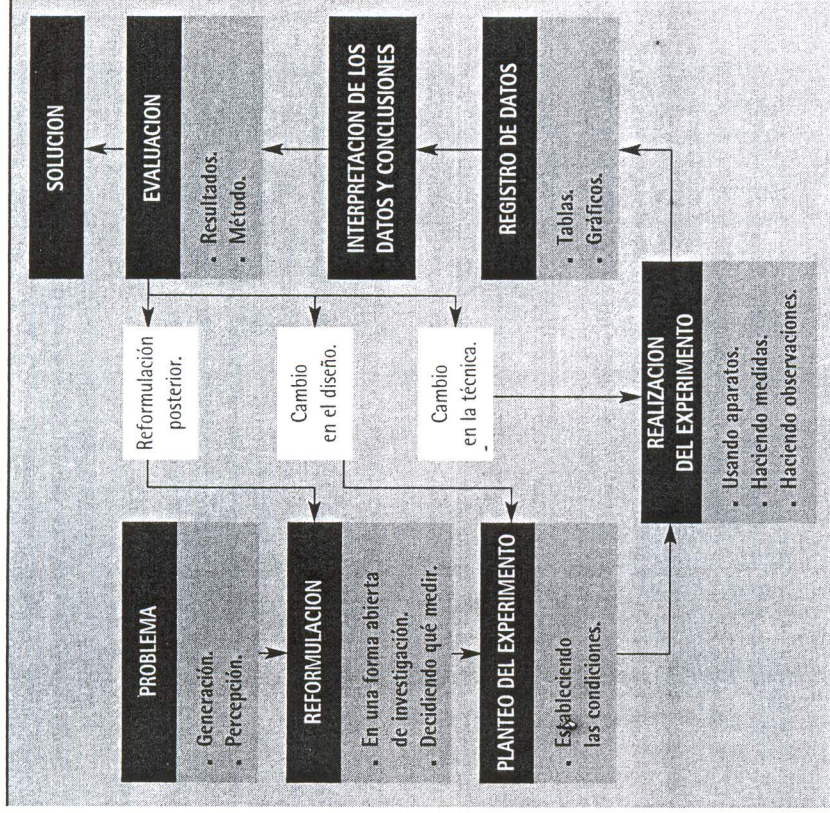 PROBLEMA
• Generación.
• Percepción.
REFORMULACION
• En una forma abierta
de investigación.
• Decidiendo qué medir.
PLANTEO DEL EXPERIMENTO
• Estableciendo
las condiciones.
Reformulación
posterior.
Cambio
en el diseño.
Cambio
en la técnica.
REALIZACION
DEL EXPERIMENTO
• Usando aparatos.
• Haciendo medidas.
• Haciendo observaciones.
SOLUCION
EVALUACION
• Resultados.
• Método.
INTERPRETACION DE LOS
DATOS Y CONCLUSIONES
REGISTRO DE DATOS
• Tablas.
• Gráficos.